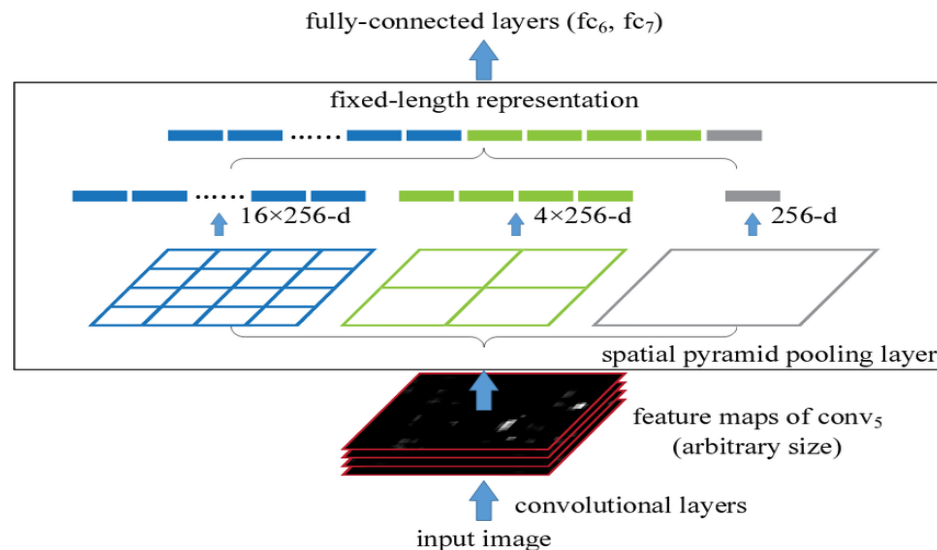 fully-connected layers (fc₆, fc₇)
fixed-length representation
......
......
16×256-d
4×256-d
256-d
spatial pyramid pooling layer
feature maps of conv₅
(arbitrary size)
convolutional layers
input image